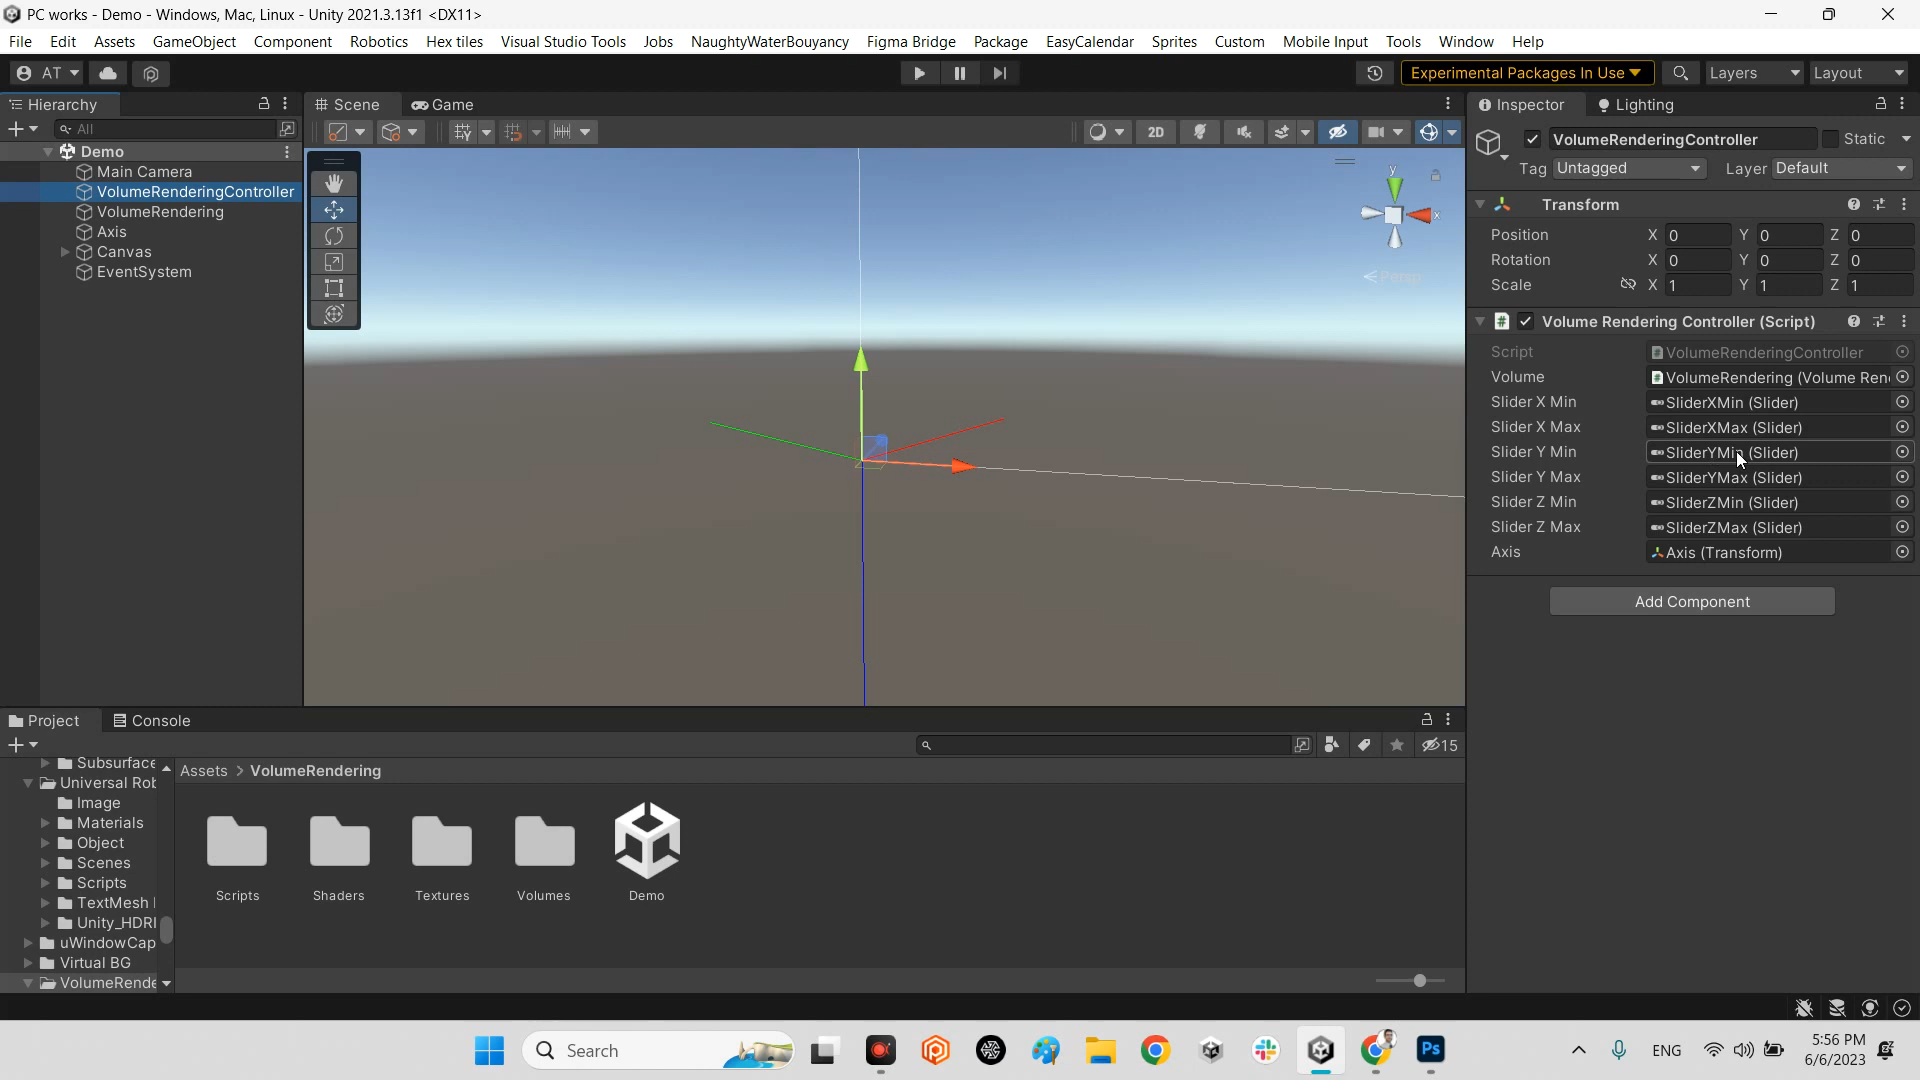 PC works - Demo - Windows, Mac, Linux - Unity 2021.3.13f1 <DX11>
File Edit Assets GameObject Component Robotics Hex tiles Visual Studio Tools Jobs NaughtyWaterBouyancy Figma Bridge Package EasyCalendar Sprites Custom Mobile Input Tools Window Help
AT Experimental Packages In Use Layers Layout
Hierarchy
All
Demo
Main Camera
VolumeRenderingController
VolumeRendering
Axis
Canvas
EventSystem
Scene Game
2D
y
x
Persp
Inspector Lighting
VolumeRenderingController Static
Tag Untagged Layer Default
Transform
Position X 0 Y 0 Z 0
Rotation X 0 Y 0 Z 0
Scale X 1 Y 1 Z 1
# Volume Rendering Controller (Script)
Script VolumeRenderingController
Volume VolumeRendering (Volume Ren
Slider X Min SliderXMin (Slider)
Slider X Max SliderXMax (Slider)
Slider Y Min SliderYMin (Slider)
Slider Y Max SliderYMax (Slider)
Slider Z Min SliderZMin (Slider)
Slider Z Max SliderZMax (Slider)
Axis Axis (Transform)
Add Component
Project Console
15
Subsurface
Universal Rob
Image
Materials
Object
Scenes
Scripts
TextMesh
Unity_HDRI
uWindowCap
Virtual BG
VolumeRende
Assets > VolumeRendering
Scripts Shaders Textures Volumes Demo
Search
Ps
ENG
5:56 PM
6/6/2023